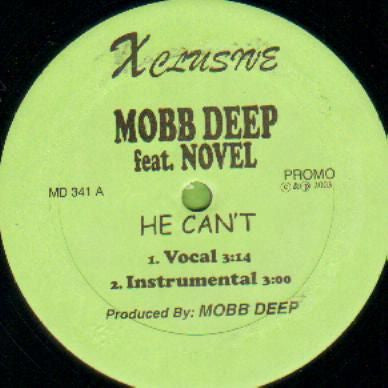 XCLUSIVE
MOBB DEEP
feat. NOVEL
MD 341 A
PROMO
© & ℗ 2003
HE CAN'T
1. Vocal 3:14
2. Instrumental 3:00
Produced By: MOBB DEEP